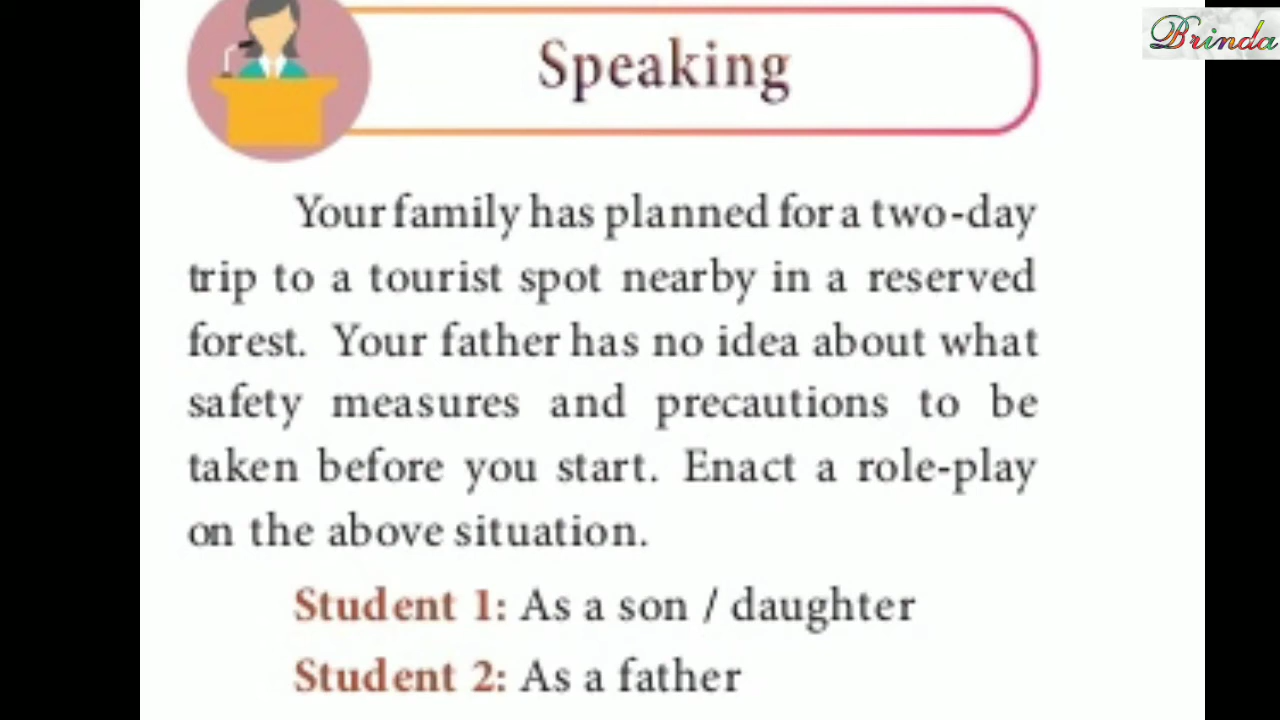 Brinda
Speaking
Your family has planned for a two-day
trip to a tourist spot nearby in a reserved
forest. Your father has no idea about what
safety measures and precautions to be
taken before you start. Enact a role-play
on the above situation.
Student 1: As a son / daughter
Student 2: As a father